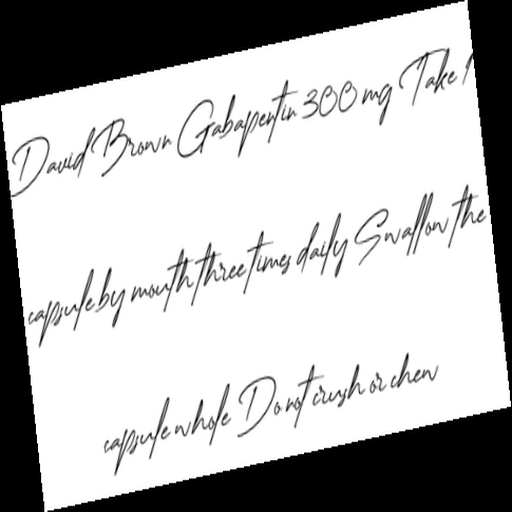 David Brown Gabapentin 300 mg Take 1
capsule by mouth three times daily Swallow the
capsule whole Do not crush or chew